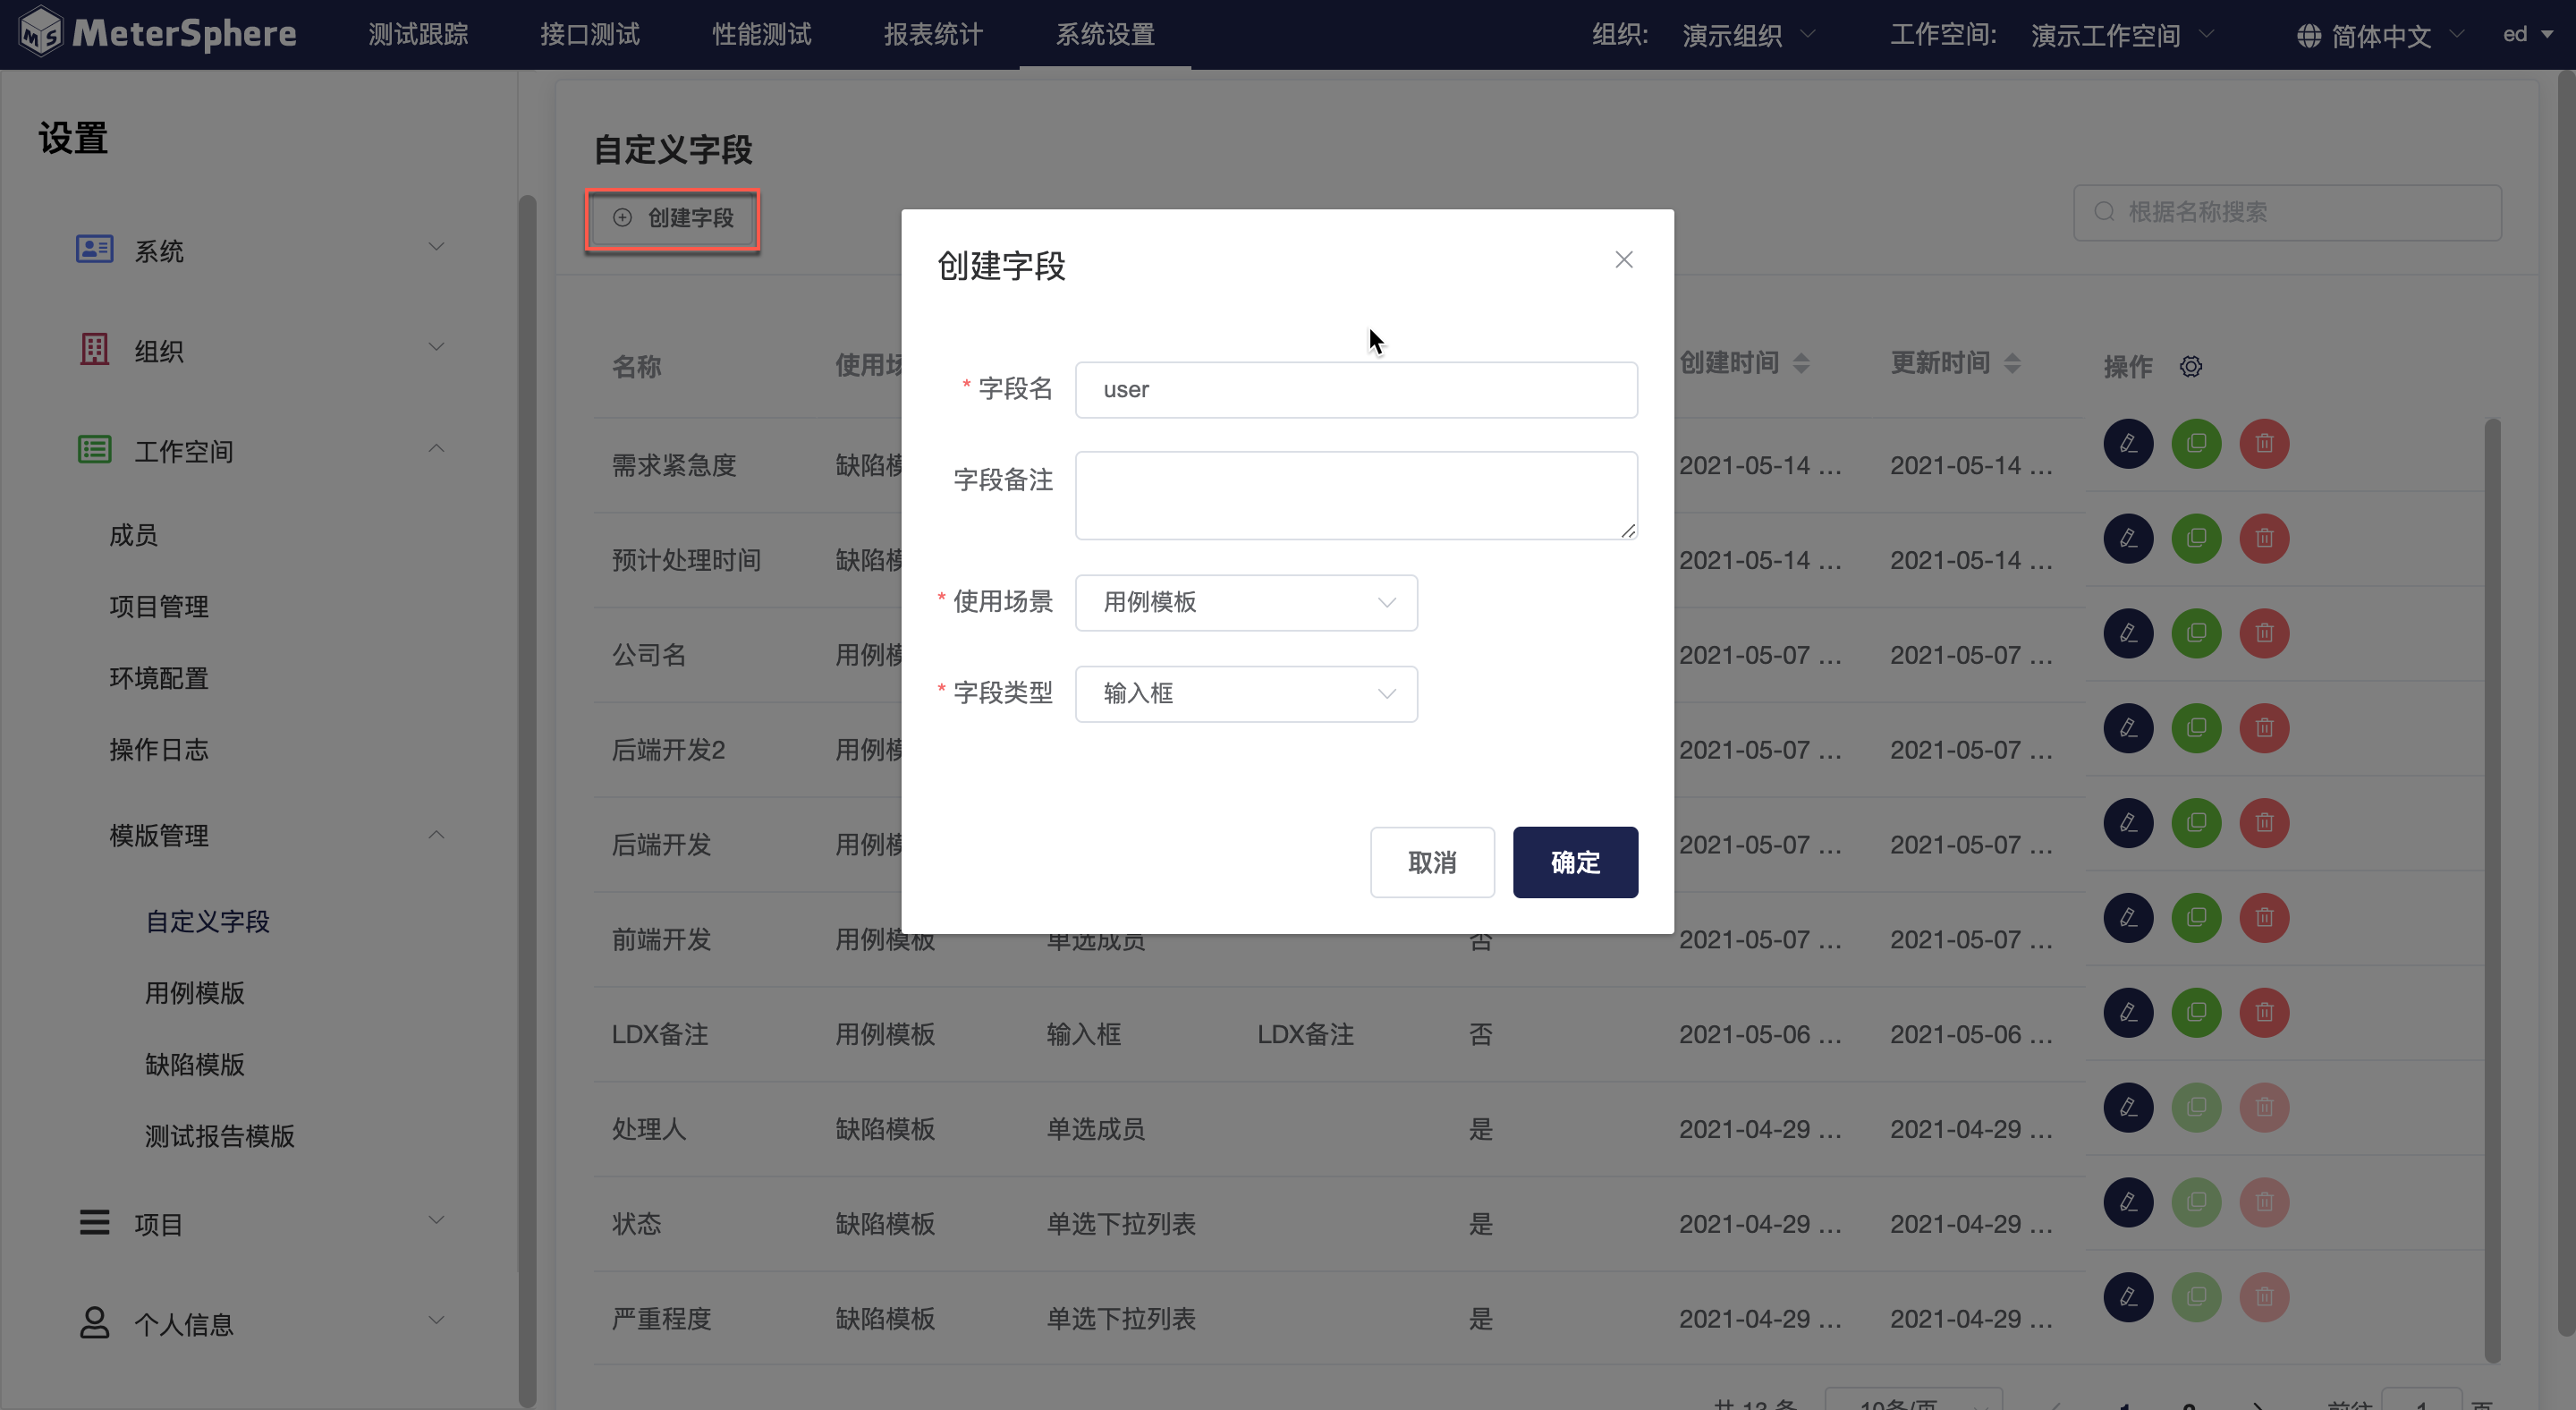 MeterSphere 测试跟踪 接口测试 性能测试 报表统计 系统设置 组织: 演示组织 工作空间: 演示工作空间 简体中文 ed
设置
系统
组织
工作空间
成员
项目管理
环境配置
操作日志
模版管理
自定义字段
用例模版
缺陷模版
测试报告模版
项目
个人信息
自定义字段
创建字段
根据名称搜索
名称 使用场 创建时间 更新时间 操作
需求紧急度 缺陷模 2021-05-14 ... 2021-05-14 ...
预计处理时间 缺陷模 2021-05-14 ... 2021-05-14 ...
公司名 用例模 2021-05-07 ... 2021-05-07 ...
后端开发2 用例模 2021-05-07 ... 2021-05-07 ...
后端开发 用例模 2021-05-07 ... 2021-05-07 ...
前端开发 用例模板 单选成员 否 2021-05-07 ... 2021-05-07 ...
LDX备注 用例模板 输入框 LDX备注 否 2021-05-06 ... 2021-05-06 ...
处理人 缺陷模板 单选成员 是 2021-04-29 ... 2021-04-29 ...
状态 缺陷模板 单选下拉列表 是 2021-04-29 ... 2021-04-29 ...
严重程度 缺陷模板 单选下拉列表 是 2021-04-29 ... 2021-04-29 ...
共 13 条 10条/页 1 2 前往 1 页
创建字段
* 字段名 user
字段备注
* 使用场景 用例模板
* 字段类型 输入框
取消 确定